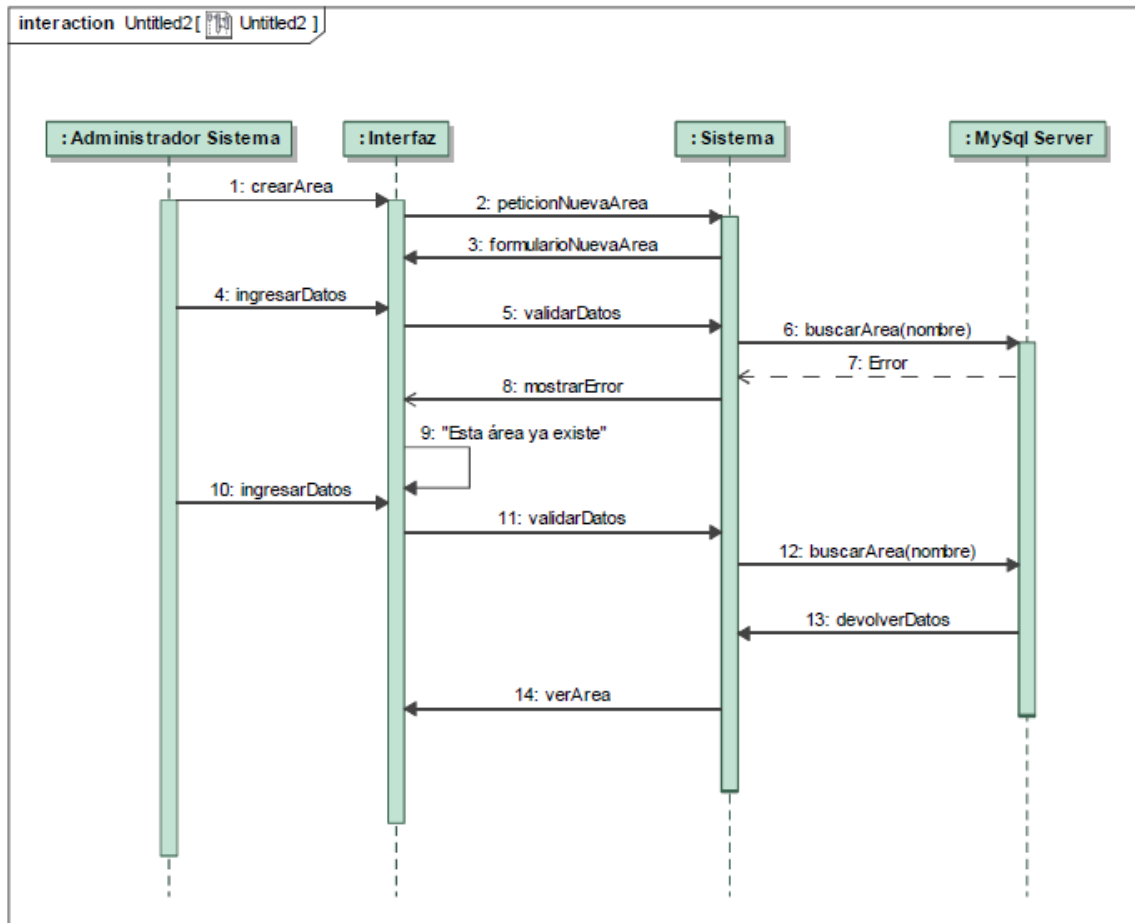 interaction Untitled2[ Untitled2 ]
: Administrador Sistema
: Interfaz
: Sistema
: MySql Server
1: crearArea
2: peticionNuevaArea
3: formularioNuevaArea
4: ingresarDatos
5: validarDatos
6: buscarArea(nombre)
7: Error
8: mostrarError
9: "Esta área ya existe"
10: ingresarDatos
11: validarDatos
12: buscarArea(nombre)
13: devolverDatos
14: verArea